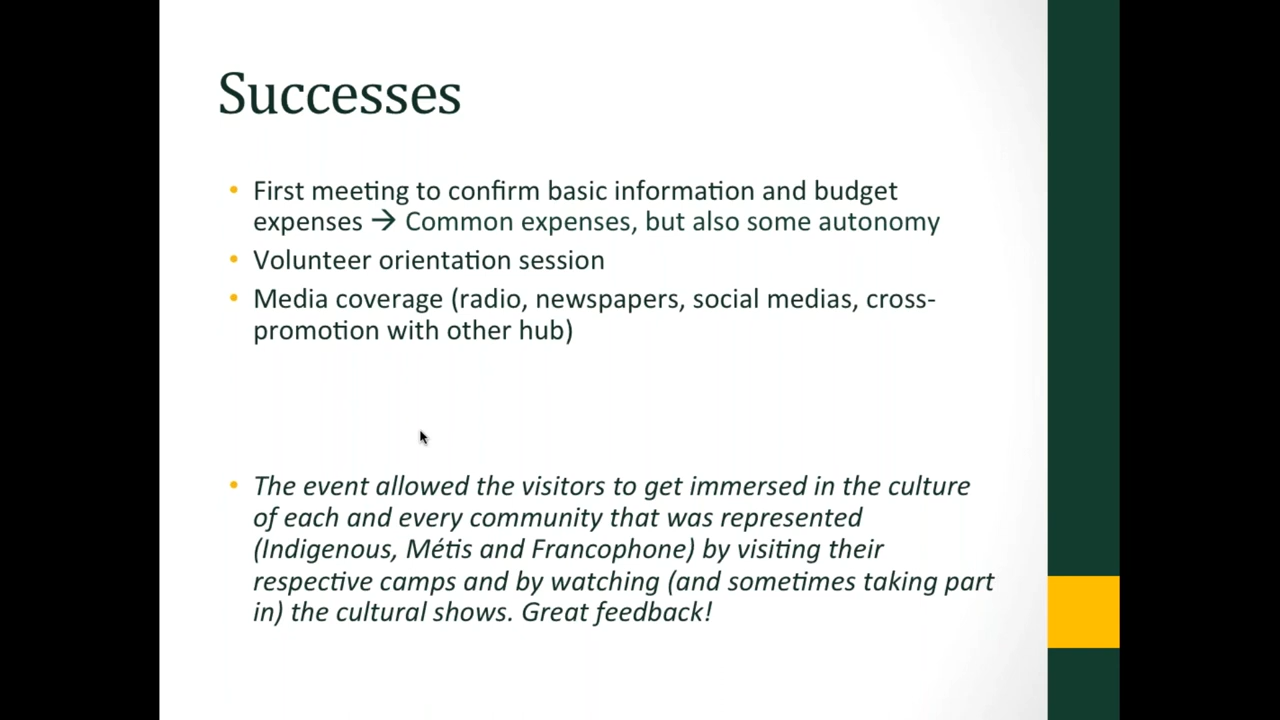 Successes
• First meeting to confirm basic information and budget
expenses → Common expenses, but also some autonomy
• Volunteer orientation session
• Media coverage (radio, newspapers, social medias, cross-
promotion with other hub)
• The event allowed the visitors to get immersed in the culture
of each and every community that was represented
(Indigenous, Métis and Francophone) by visiting their
respective camps and by watching (and sometimes taking part
in) the cultural shows. Great feedback!